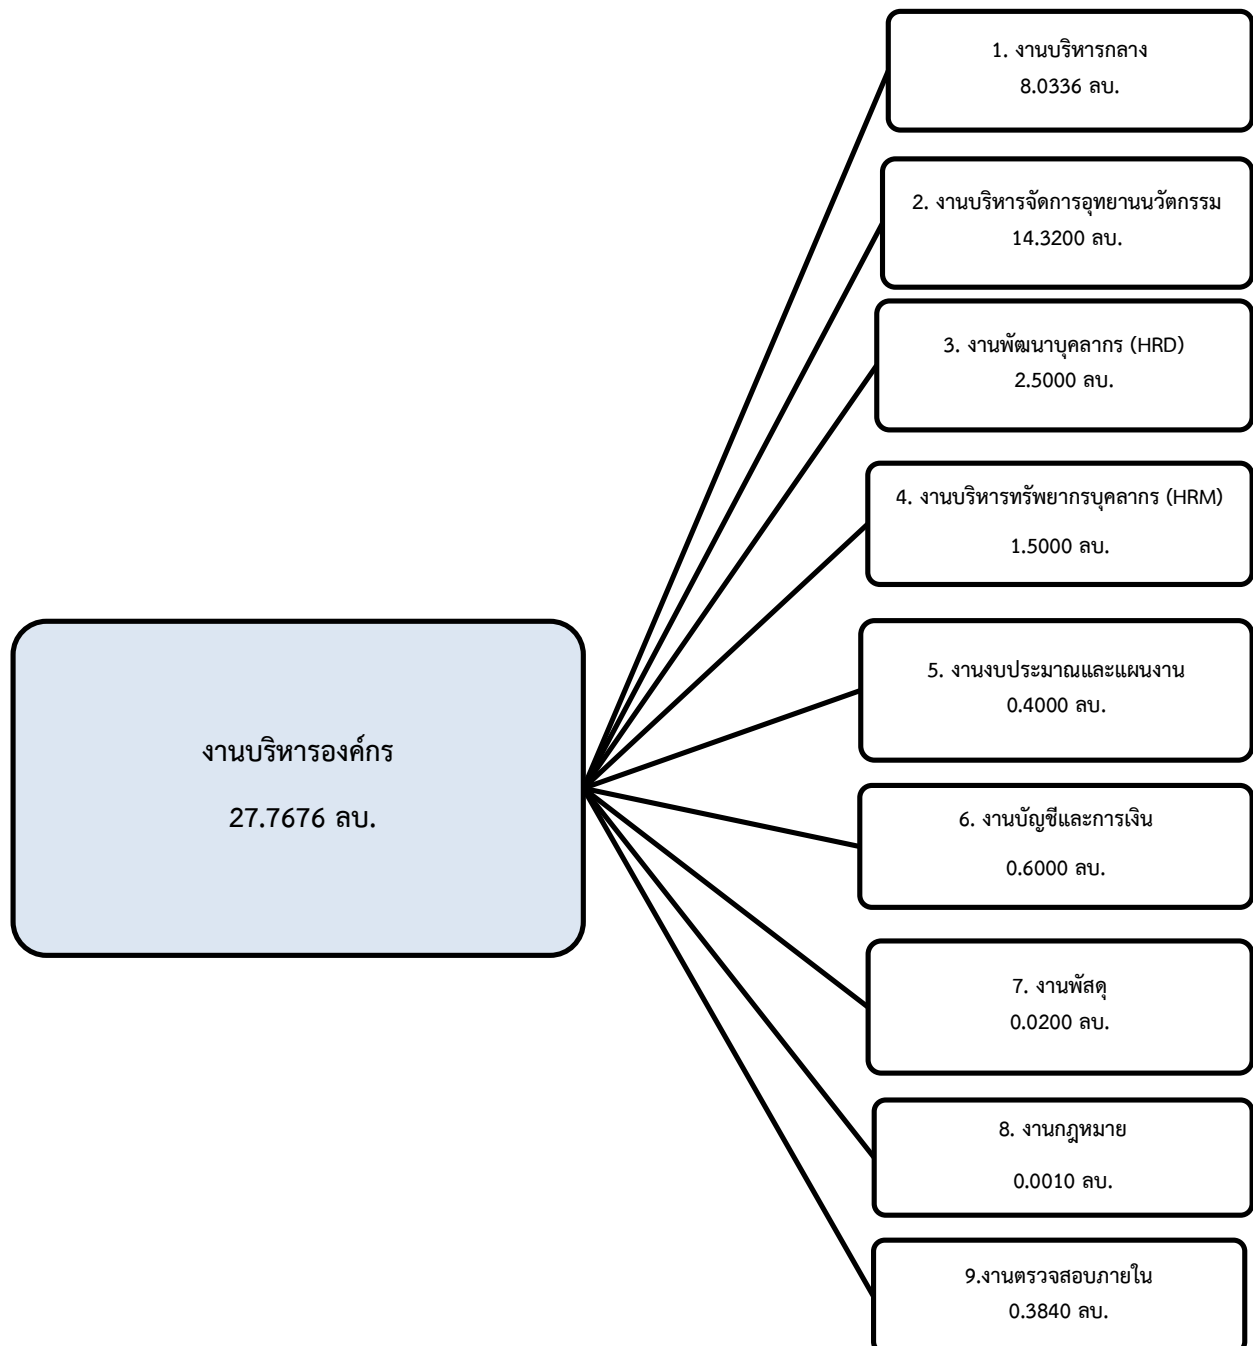 1. งานบริหารกลาง
8.0336 ลบ.
2. งานบริหารจัดการอุทยานนวัตกรรม
14.3200 ลบ.
3. งานพัฒนาบุคลากร (HRD)
2.5000 ลบ.
4. งานบริหารทรัพยากรบุคลากร (HRM)
1.5000 ลบ.
5. งานงบประมาณและแผนงาน
0.4000 ลบ.
งานบริหารองค์กร
27.7676 ลบ.
6. งานบัญชีและการเงิน
0.6000 ลบ.
7. งานพัสดุ
0.0200 ลบ.
8. งานกฎหมาย
0.0010 ลบ.
9.งานตรวจสอบภายใน
0.3840 ลบ.